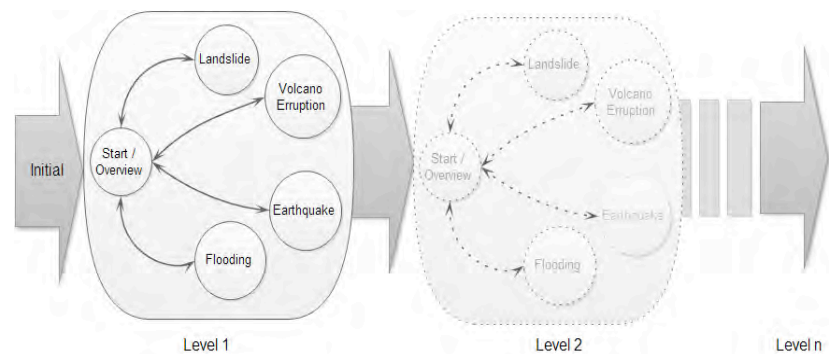 Initial
Landslide
Volcano
Erruption
Start /
Overview
Earthquake
Flooding
Level 1
Landslide
Volcano
Erruption
Start /
Overview
Earthquake
Flooding
Level 2
Level n